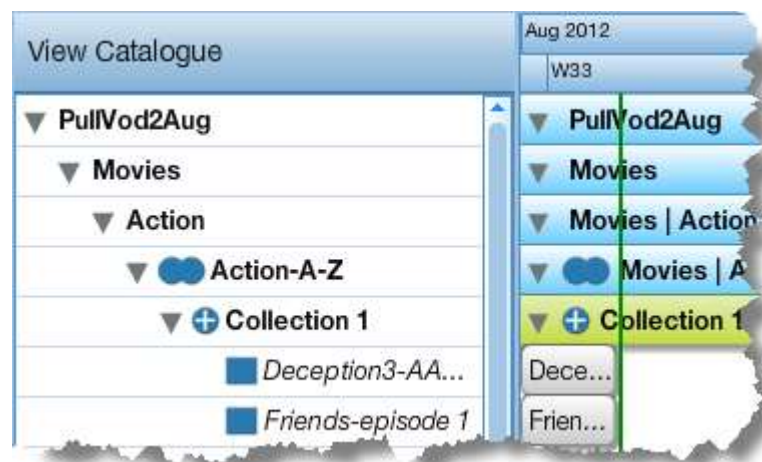 View Catalogue
Aug 2012
W33
PullVod2Aug
Movies
Action
Action-A-Z
Collection 1
Deception3-AA...
Friends-episode 1
PullVod2Aug
Movies
Movies | Action
Movies | A
Collection 1
Dece...
Frien...